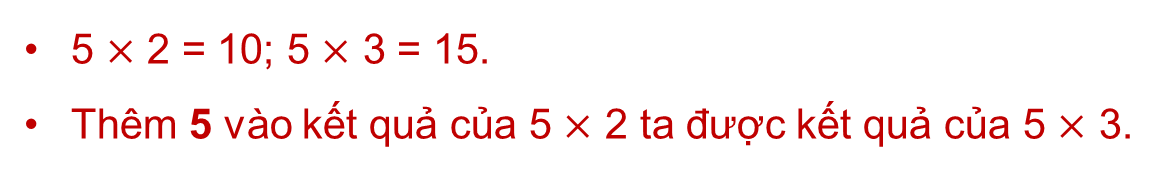 • 5 × 2 = 10; 5 × 3 = 15.
• Thêm 5 vào kết quả của 5 × 2 ta được kết quả của 5 × 3.